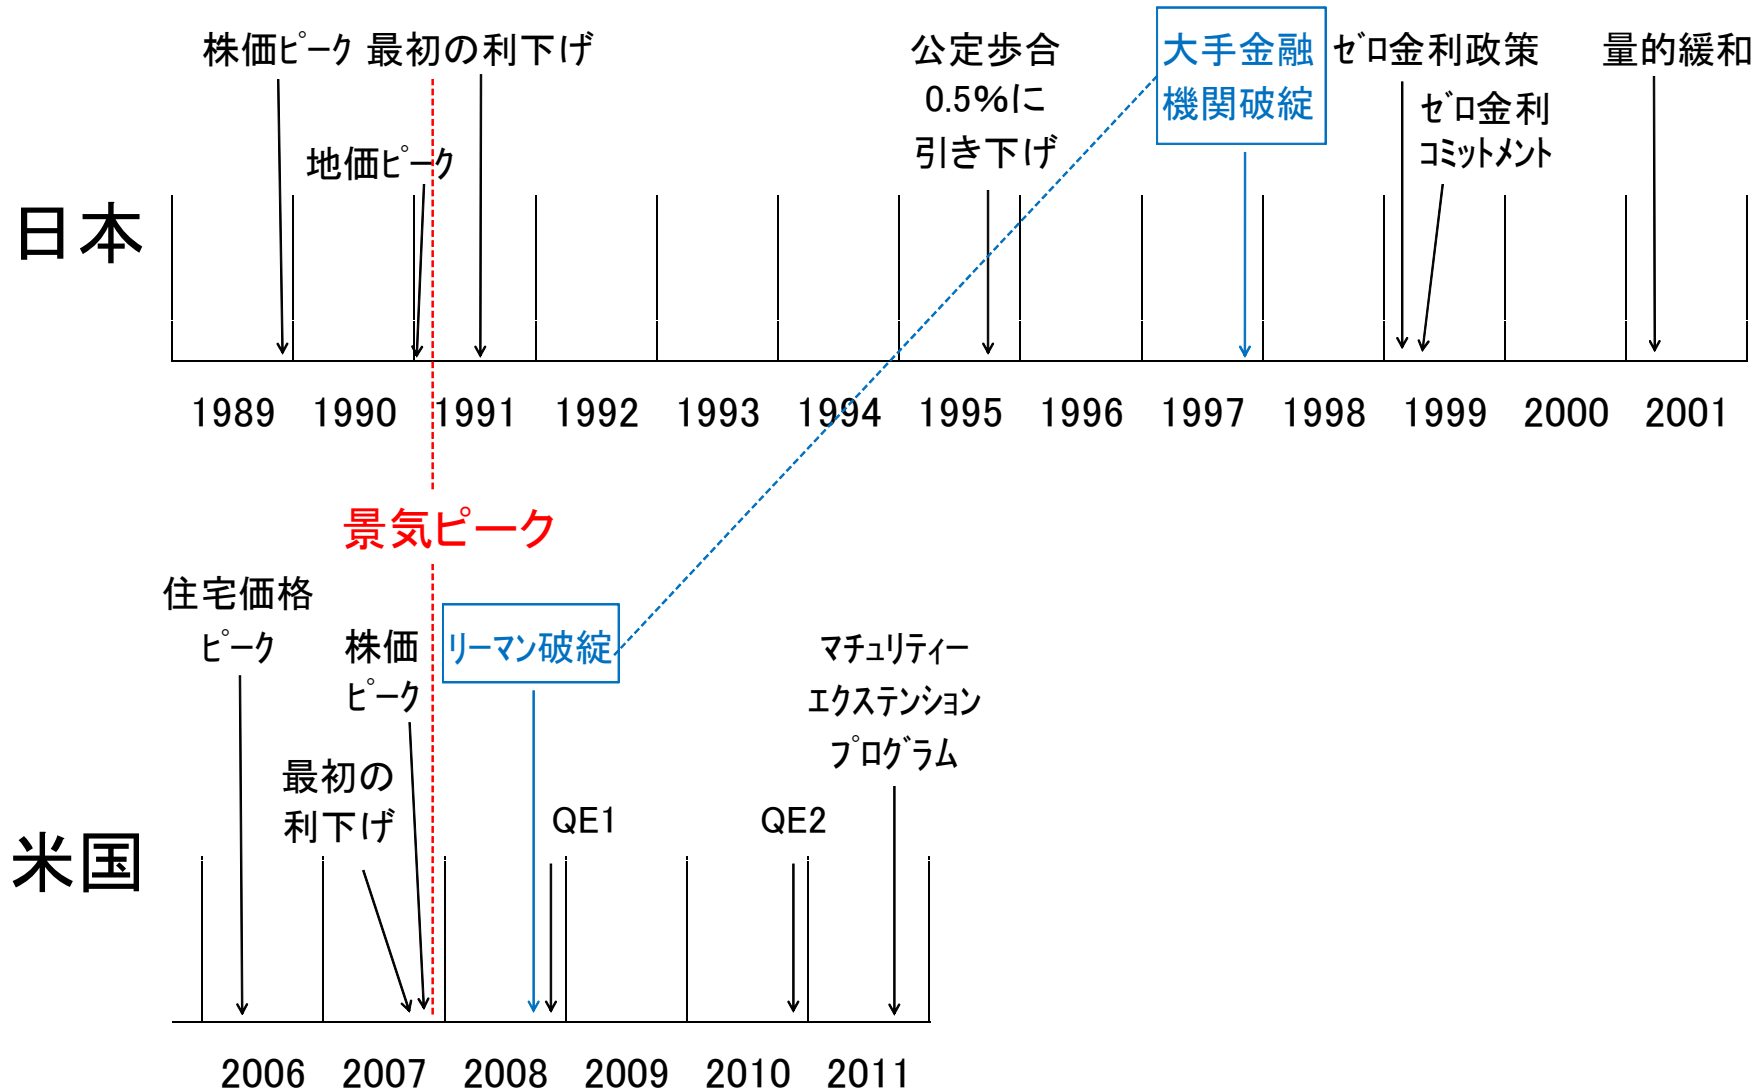 株価ピーク 最初の利下げ
地価ピーク
公定歩合
0.5%に
引き下げ
大手金融
機関破綻
ゼロ金利政策
ゼロ金利
コミットメント
量的緩和
日本
1989 1990 1991 1992 1993 1994 1995 1996 1997 1998 1999 2000 2001
景気ピーク
住宅価格
ピーク
株価
ピーク
最初の
利下げ
リーマン破綻
QE1
QE2
マチュリティー
エクステンション
プログラム
米国
2006 2007 2008 2009 2010 2011